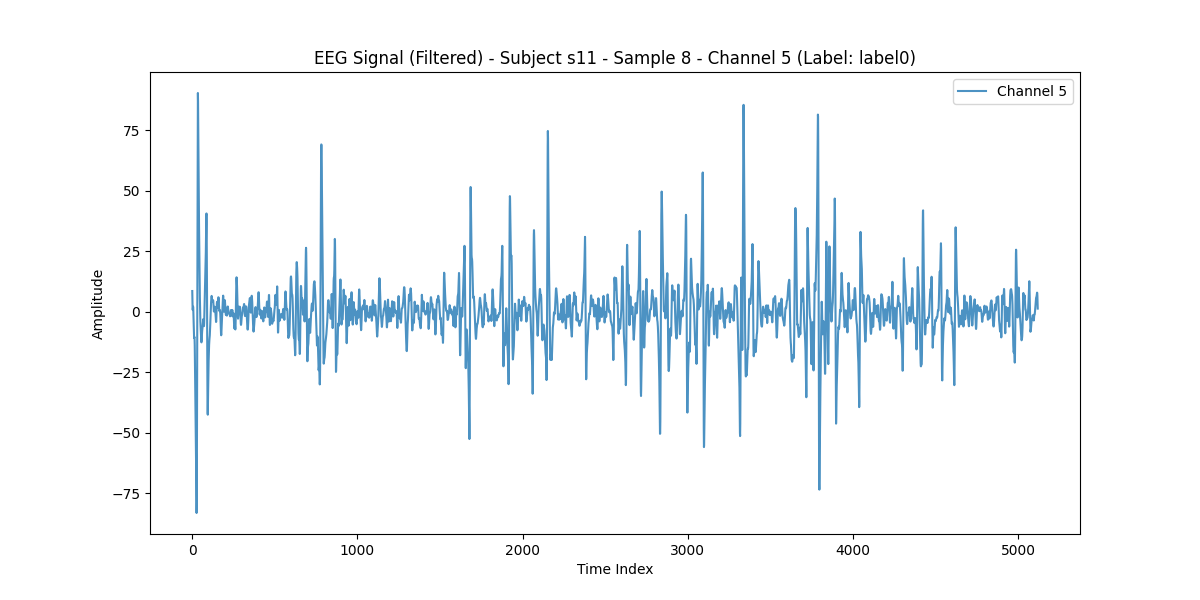 EEG Signal (Filtered) - Subject s11 - Sample 8 - Channel 5 (Label: label0)
Channel 5
75
50
25
0
−25
−50
−75
Amplitude
0 1000 2000 3000 4000 5000
Time Index